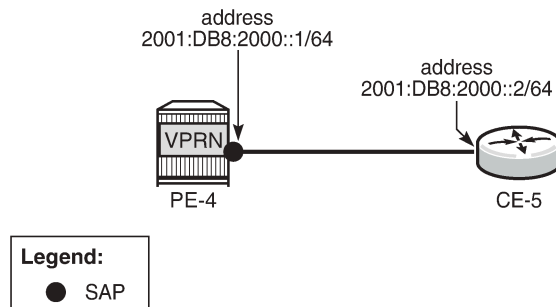 address
2001:DB8:2000::1/64
address
2001:DB8:2000::2/64
VPRN
PE-4
CE-5
Legend:
SAP